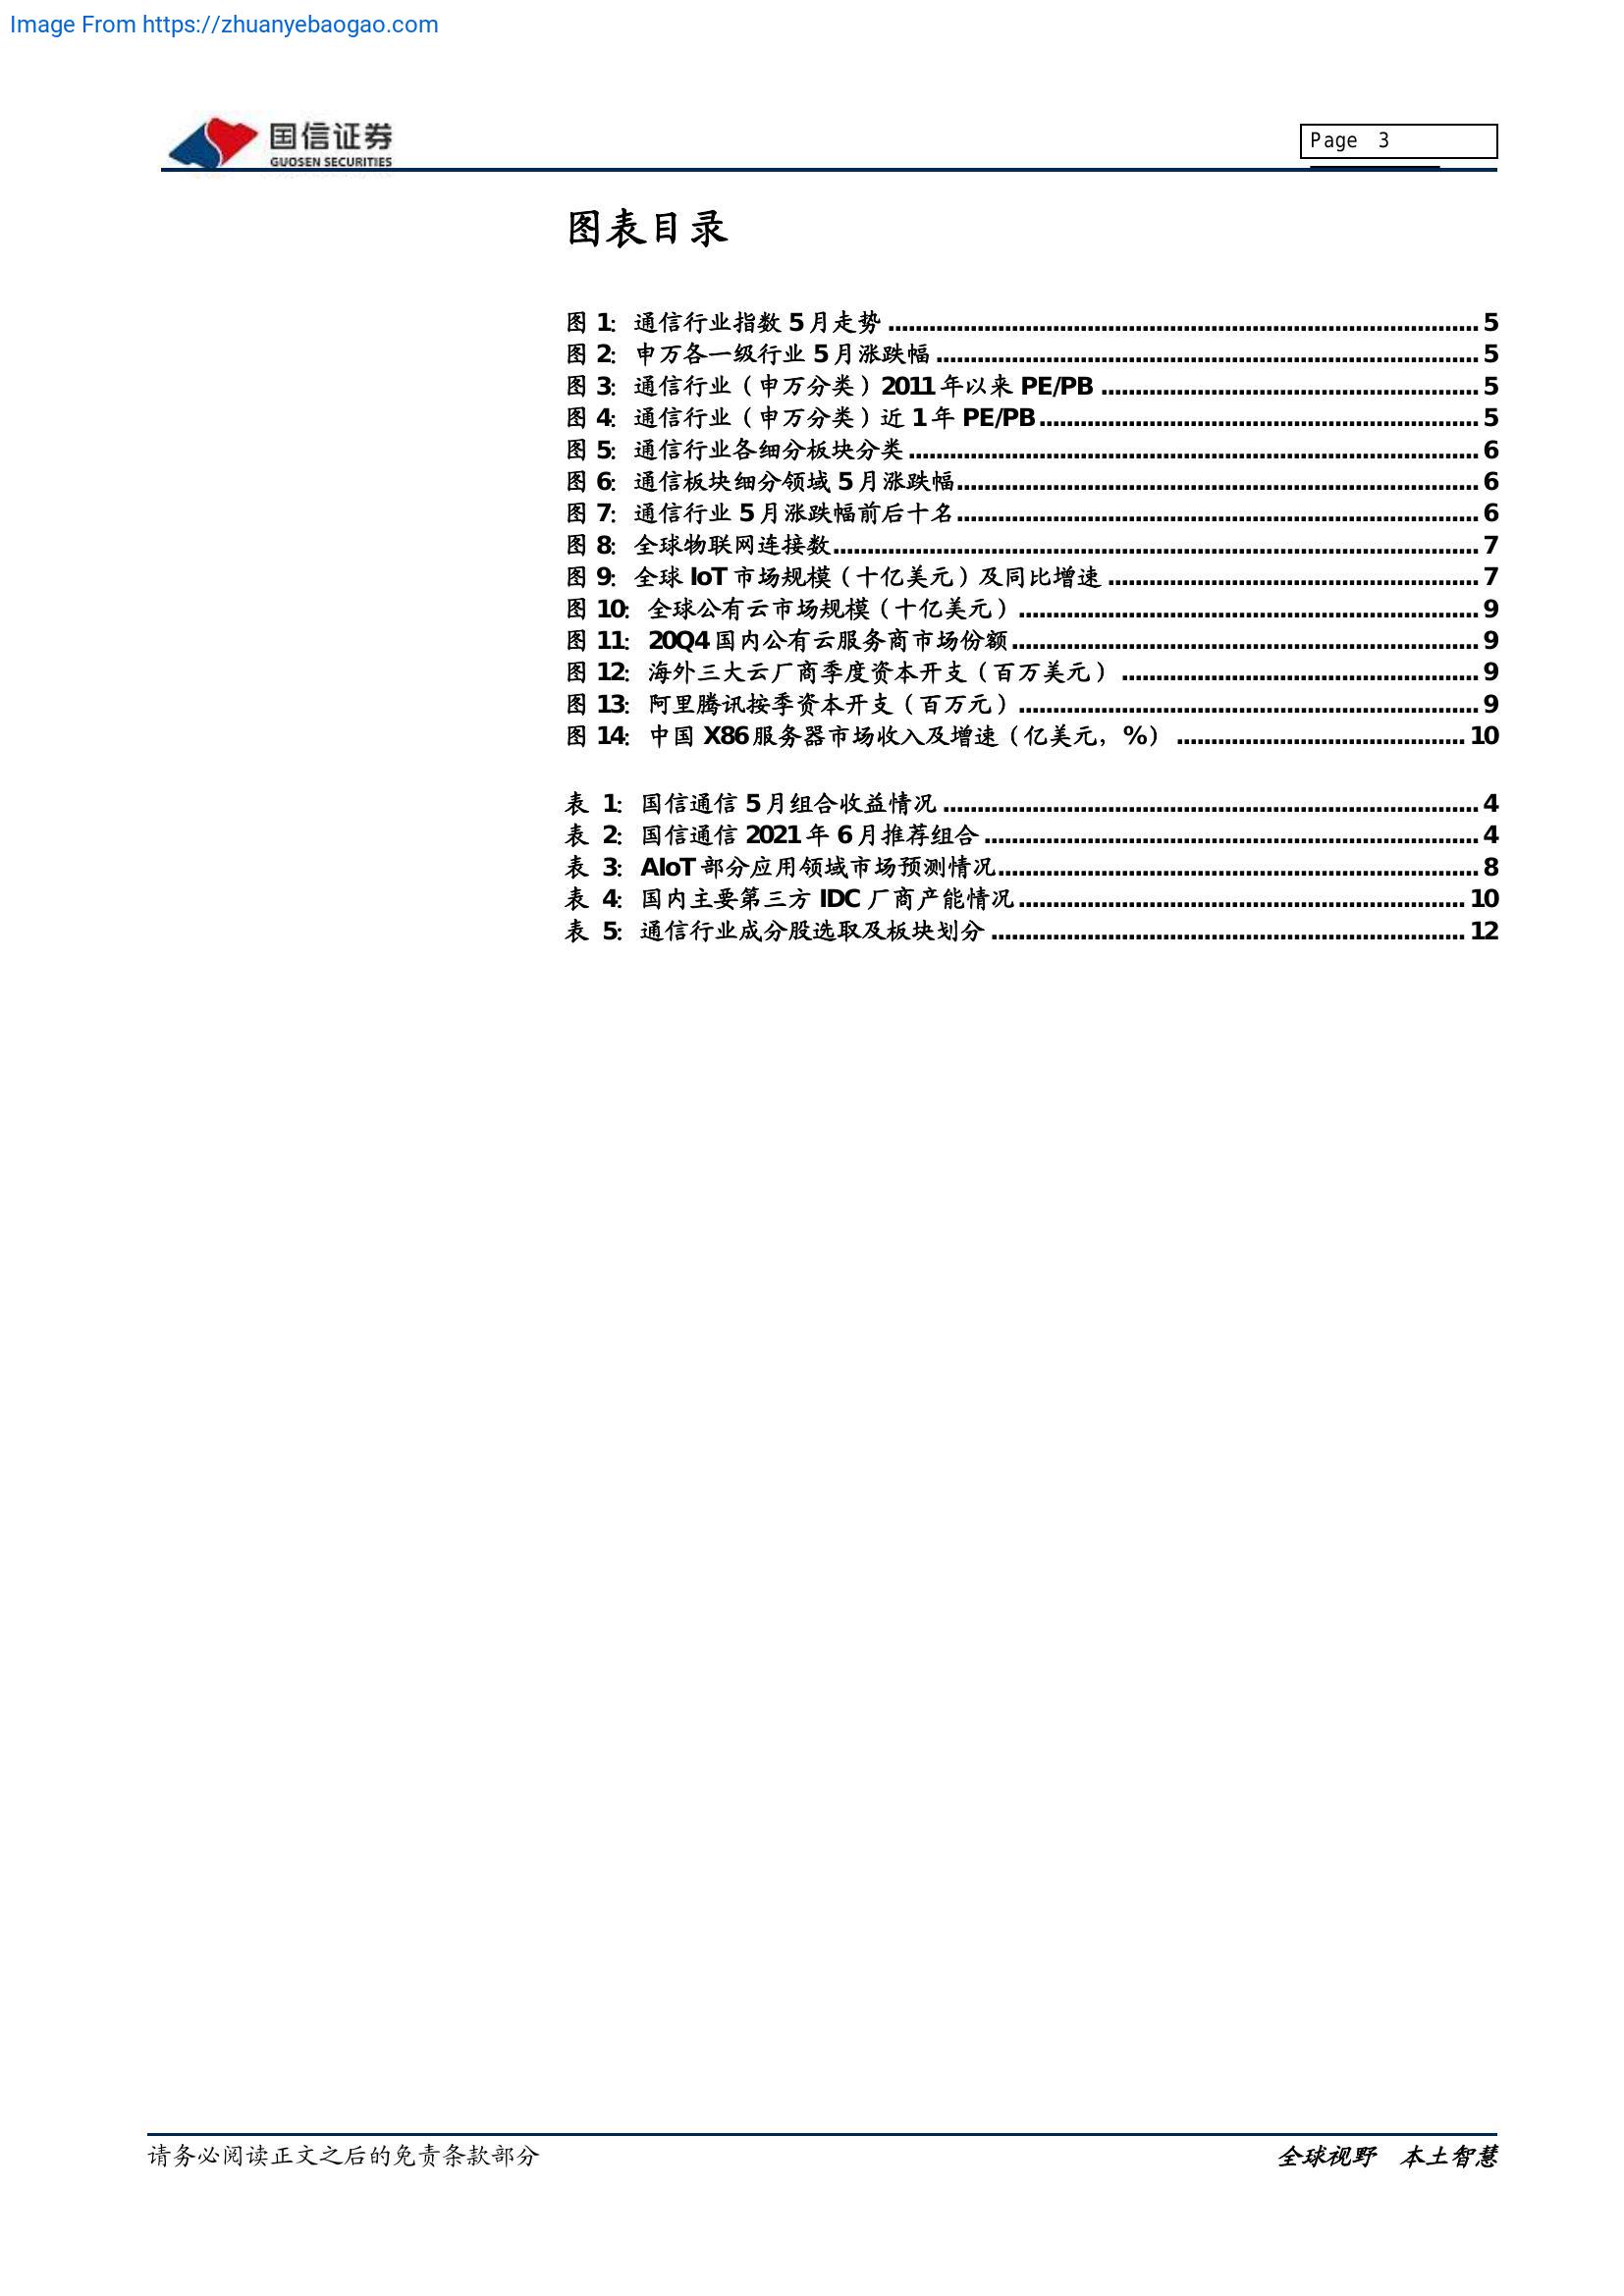 Image From https://zhuanyebaogao.com
国信证券
GUOSEN SECURITIES
Page 3
图表目录
图 1: 通信行业指数 5 月走势 ........ 5
图 2: 申万各一级行业 5 月涨跌幅 ........ 5
图 3: 通信行业（申万分类）2011 年以来 PE/PB ........ 5
图 4: 通信行业（申万分类）近 1 年 PE/PB ........ 5
图 5: 通信行业各细分板块分类 ........ 6
图 6: 通信板块细分领域 5 月涨跌幅 ........ 6
图 7: 通信行业 5 月涨跌幅前后十名 ........ 6
图 8: 全球物联网连接数 ........ 7
图 9: 全球 IoT 市场规模（十亿美元）及同比增速 ........ 7
图 10: 全球公有云市场规模（十亿美元） ........ 9
图 11: 20Q4 国内公有云服务商市场份额 ........ 9
图 12: 海外三大云厂商季度资本开支（百万美元） ........ 9
图 13: 阿里腾讯按季资本开支（百万元） ........ 9
图 14: 中国 X86 服务器市场收入及增速（亿美元，%） ........ 10
表 1: 国信通信 5 月组合收益情况 ........ 4
表 2: 国信通信 2021 年 6 月推荐组合 ........ 4
表 3: AIoT 部分应用领域市场预测情况 ........ 8
表 4: 国内主要第三方 IDC 厂商产能情况 ........ 10
表 5: 通信行业成分股选取及板块划分 ........ 12
请务必阅读正文之后的免责条款部分
全球视野 本土智慧